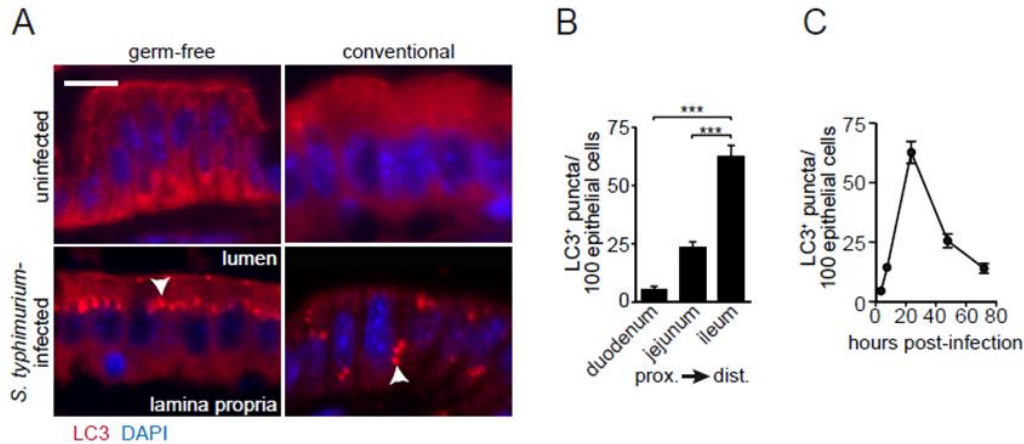 A
germ-free
conventional
uninfected
S. typhimurium-
infected
lumen
lamina propria
LC3 DAPI
B
***
***
LC3⁺ puncta/
100 epithelial cells
75
50
25
0
duodenum
jejunum
ileum
prox. → dist.
C
LC3⁺ puncta/
100 epithelial cells
75
50
25
0
0 20 40 60 80
hours post-infection